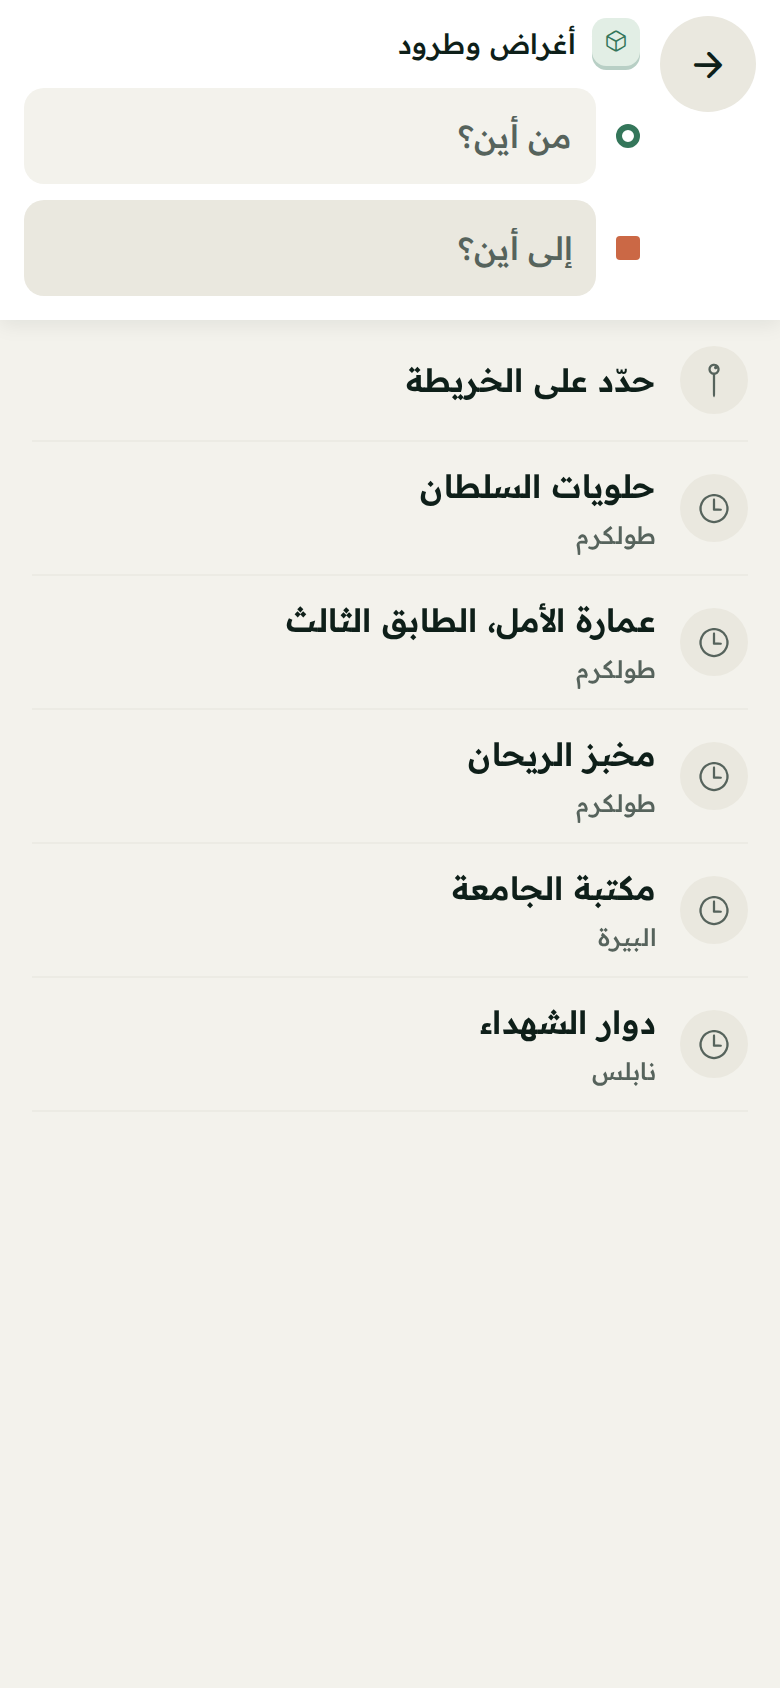 أغراض وطرود
من أين؟
إلى أين؟
حدّد على الخريطة
حلويات السلطان
طولكرم
عمارة الأمل، الطابق الثالث
طولكرم
مخبز الريحان
طولكرم
مكتبة الجامعة
البيرة
دوار الشهداء
نابلس